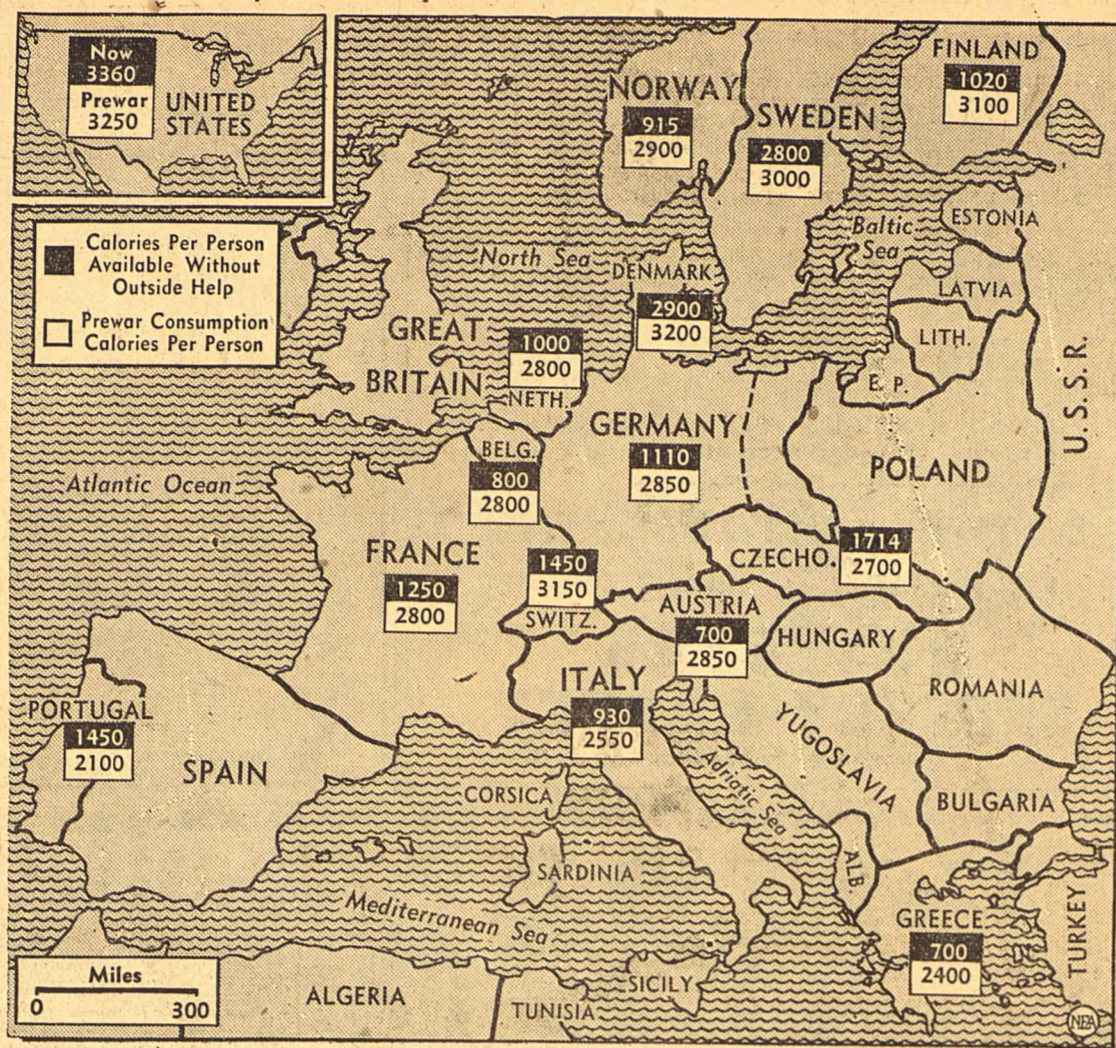 Now
3360
Prewar
3250
UNITED
STATES
Calories Per Person
Available Without
Outside Help
Prewar Consumption
Calories Per Person
NORWAY
915
2900
SWEDEN
2800
3000
FINLAND
1020
3100
ESTONIA
Baltic
Sea
LATVIA
LITH.
E. P.
U.S.S.R.
North Sea
DENMARK
2900
3200
GREAT
BRITAIN
1000
2800
NETH.
BELG.
800
2800
GERMANY
1110
2850
POLAND
Atlantic Ocean
FRANCE
1250
2800
1450
3150
SWITZ.
CZECHO.
1714
2700
AUSTRIA
700
2850
HUNGARY
ROMANIA
ITALY
930
2550
PORTUGAL
1450
2100
SPAIN
YUGOSLAVIA
Adriatic Sea
BULGARIA
CORSICA
SARDINIA
ALB.
Mediterranean Sea
GREECE
700
2400
TURKEY
SICILY
Miles
0 300
ALGERIA
TUNISIA
NEA